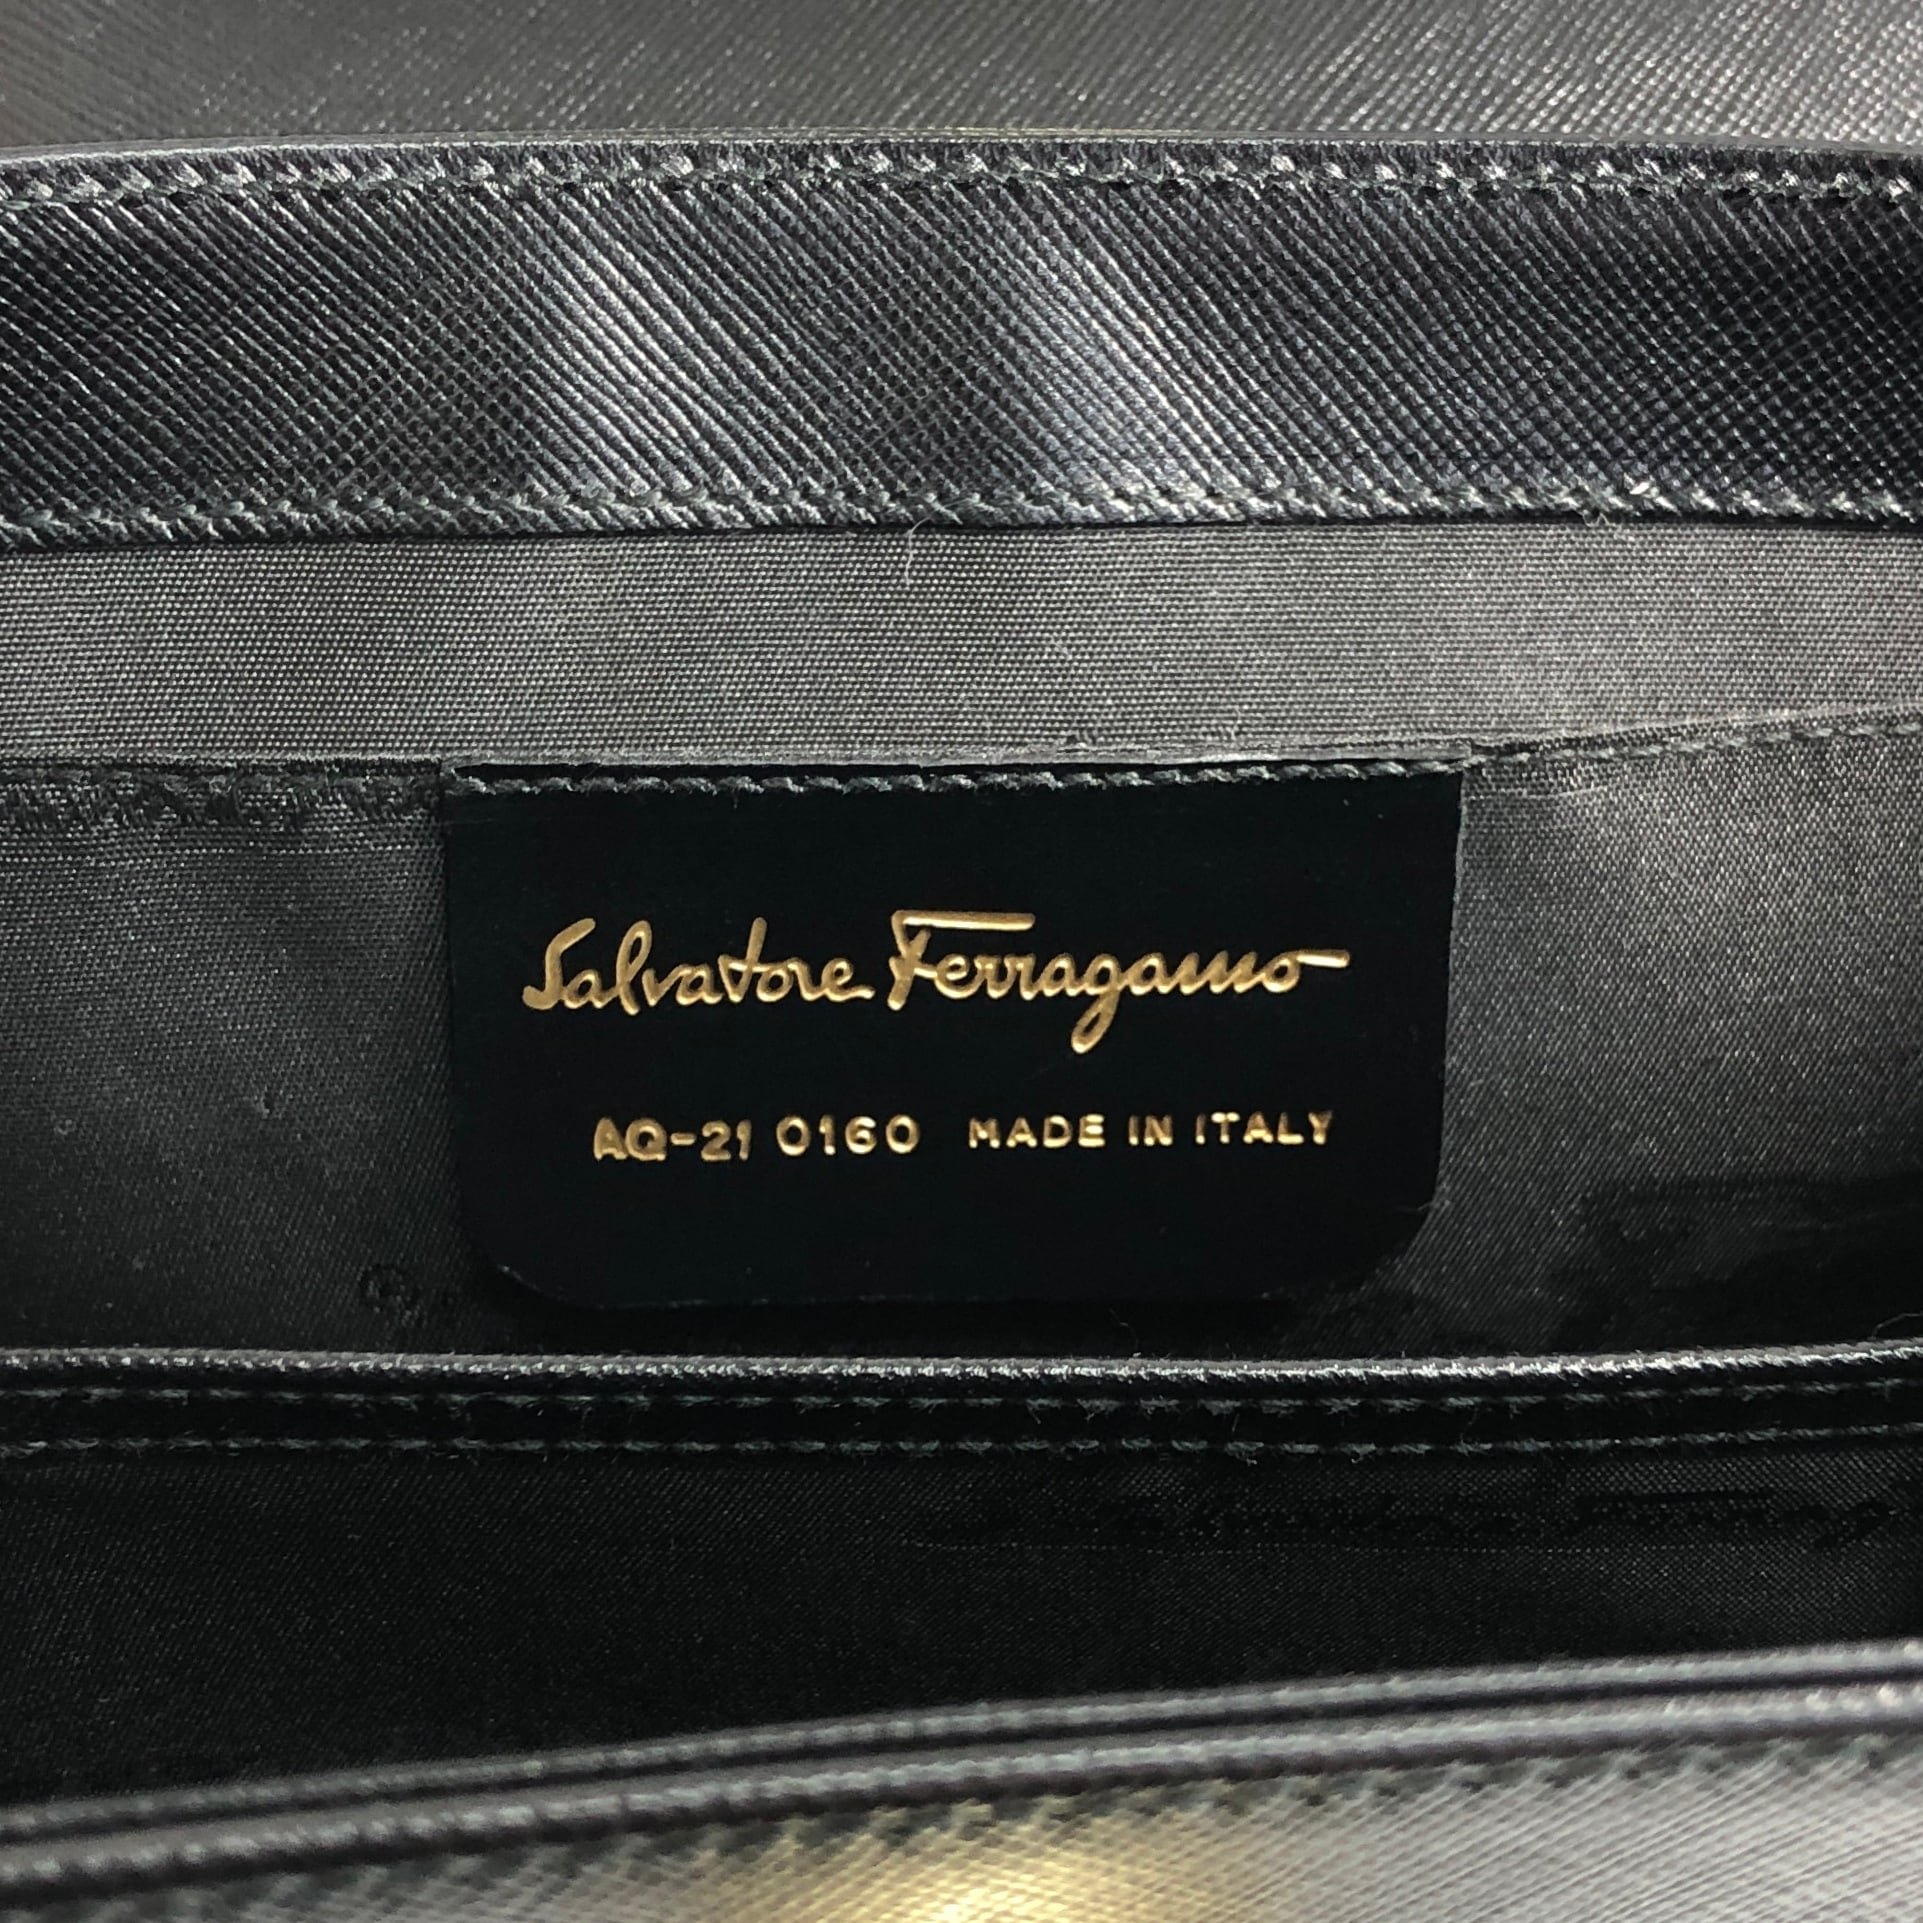 Salvatore Ferragamo
AQ-21 0160 MADE IN ITALY